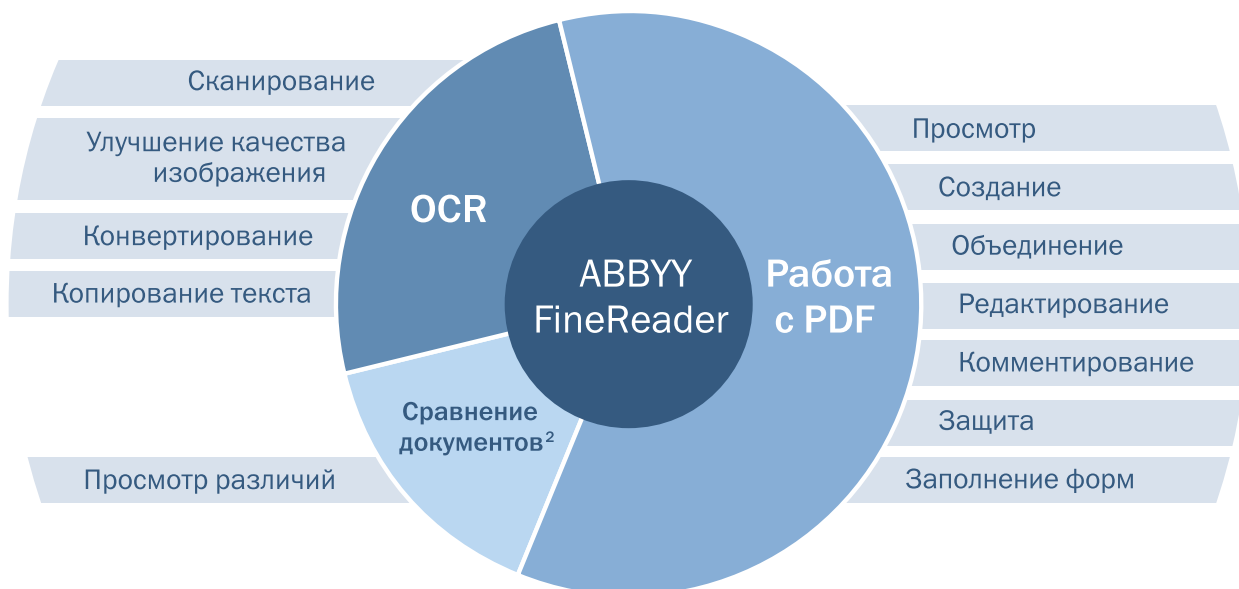 Сканирование
Улучшение качества
изображения
Конвертирование
Копирование текста
Просмотр различий
OCR
Сравнение
документов²
ABBYY
FineReader
Работа
с PDF
Просмотр
Создание
Объединение
Редактирование
Комментирование
Защита
Заполнение форм